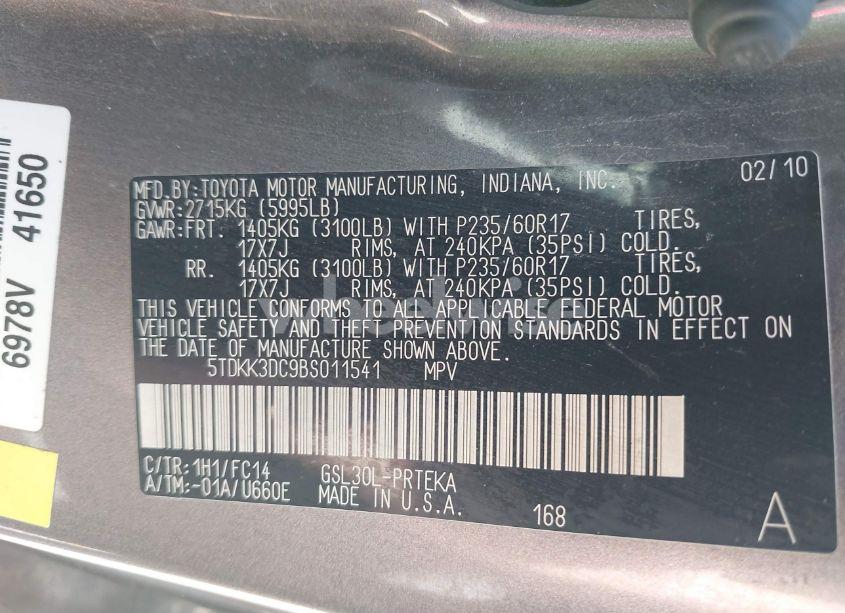 6978V 41650
02/10
MFD.BY:TOYOTA MOTOR MANUFACTURING, INDIANA, INC.
GVWR:2715KG (5995LB)
GAWR:FRT. 1405KG (3100LB) WITH P235/60R17 TIRES,
17X7J RIMS, AT 240KPA (35PSI) COLD.
RR. 1405KG (3100LB) WITH P235/60R17 TIRES,
17X7J RIMS, AT 240KPA (35PSI) COLD.
THIS VEHICLE CONFORMS TO ALL APPLICABLE FEDERAL MOTOR
VEHICLE SAFETY AND THEFT PREVENTION STANDARDS IN EFFECT ON
THE DATE OF MANUFACTURE SHOWN ABOVE.
5TDKK3DC9BS011541 MPV
C/TR:1H1/FC14 GSL30L-PRTEKA
A/TM:-01A/U660E MADE IN U.S.A.
168 A